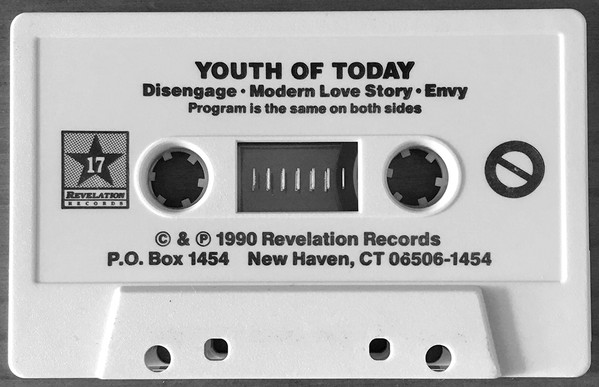 YOUTH OF TODAY
Disengage • Modern Love Story • Envy
Program is the same on both sides
17
REVELATION
RECORDS
© & ℗ 1990 Revelation Records
P.O. Box 1454 New Haven, CT 06506-1454